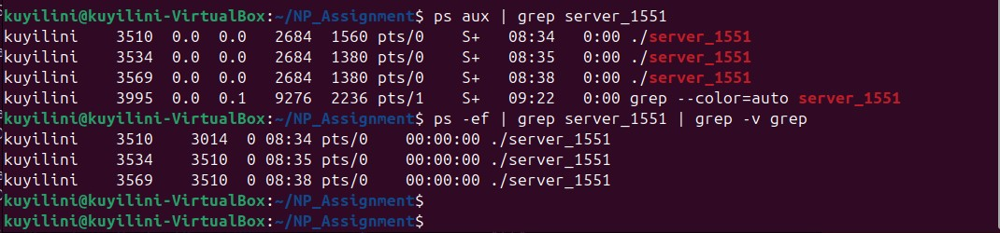 kuyilini@kuyilini-VirtualBox:~/NP_Assignment$ ps aux | grep server_1551
kuyilini    3510  0.0  0.0   2684  1560 pts/0    S+   08:34   0:00 ./server_1551
kuyilini    3534  0.0  0.0   2684  1380 pts/0    S+   08:35   0:00 ./server_1551
kuyilini    3569  0.0  0.0   2684  1380 pts/0    S+   08:38   0:00 ./server_1551
kuyilini    3995  0.0  0.1   9276  2236 pts/1    S+   09:22   0:00 grep --color=auto server_1551
kuyilini@kuyilini-VirtualBox:~/NP_Assignment$ ps -ef | grep server_1551 | grep -v grep
kuyilini    3510    3014  0 08:34 pts/0    00:00:00 ./server_1551
kuyilini    3534    3510  0 08:35 pts/0    00:00:00 ./server_1551
kuyilini    3569    3510  0 08:38 pts/0    00:00:00 ./server_1551
kuyilini@kuyilini-VirtualBox:~/NP_Assignment$
kuyilini@kuyilini-VirtualBox:~/NP_Assignment$